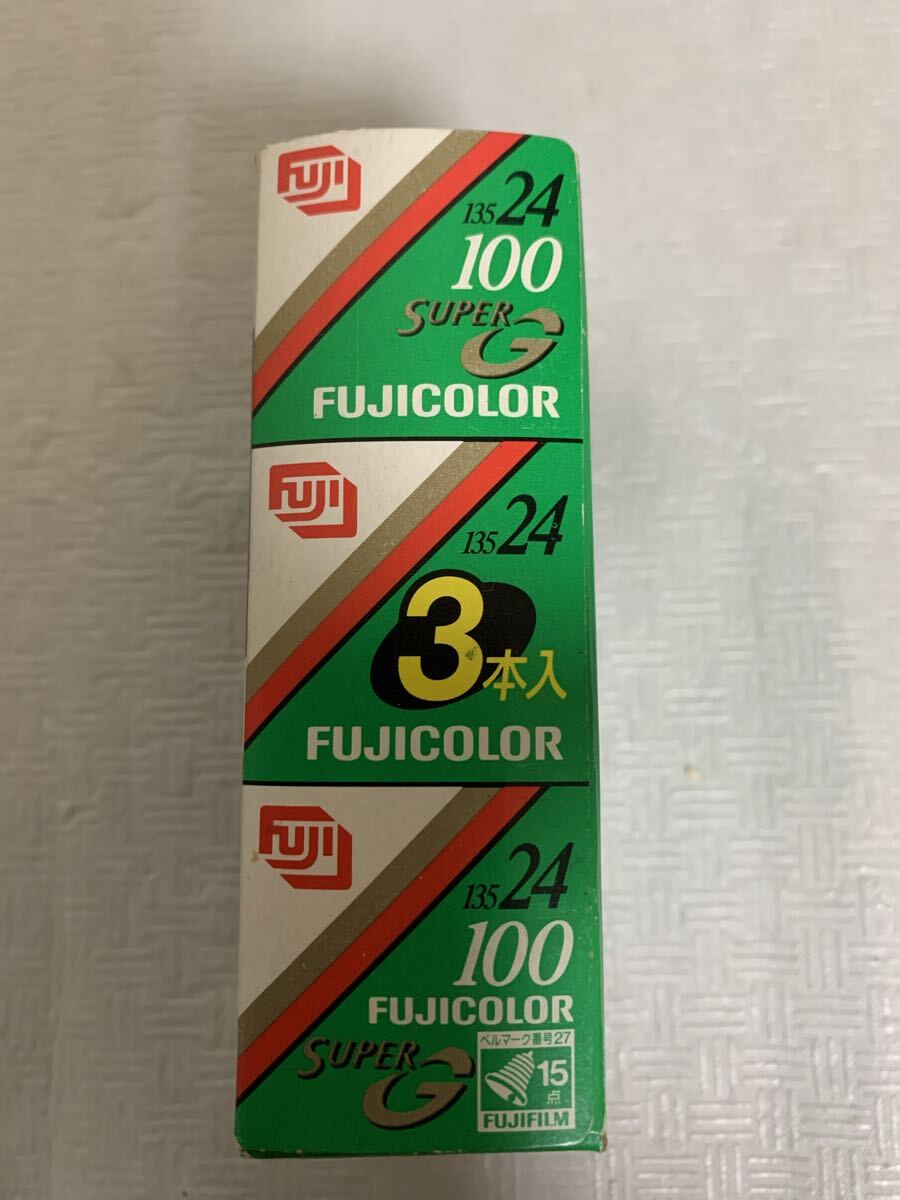 FUJI
135 24
100
SUPER G
FUJICOLOR
FUJI
135 24
3本入
FUJICOLOR
FUJI
135 24
100
FUJICOLOR
SUPER G
ベルマーク番号27
15
点
FUJIFILM